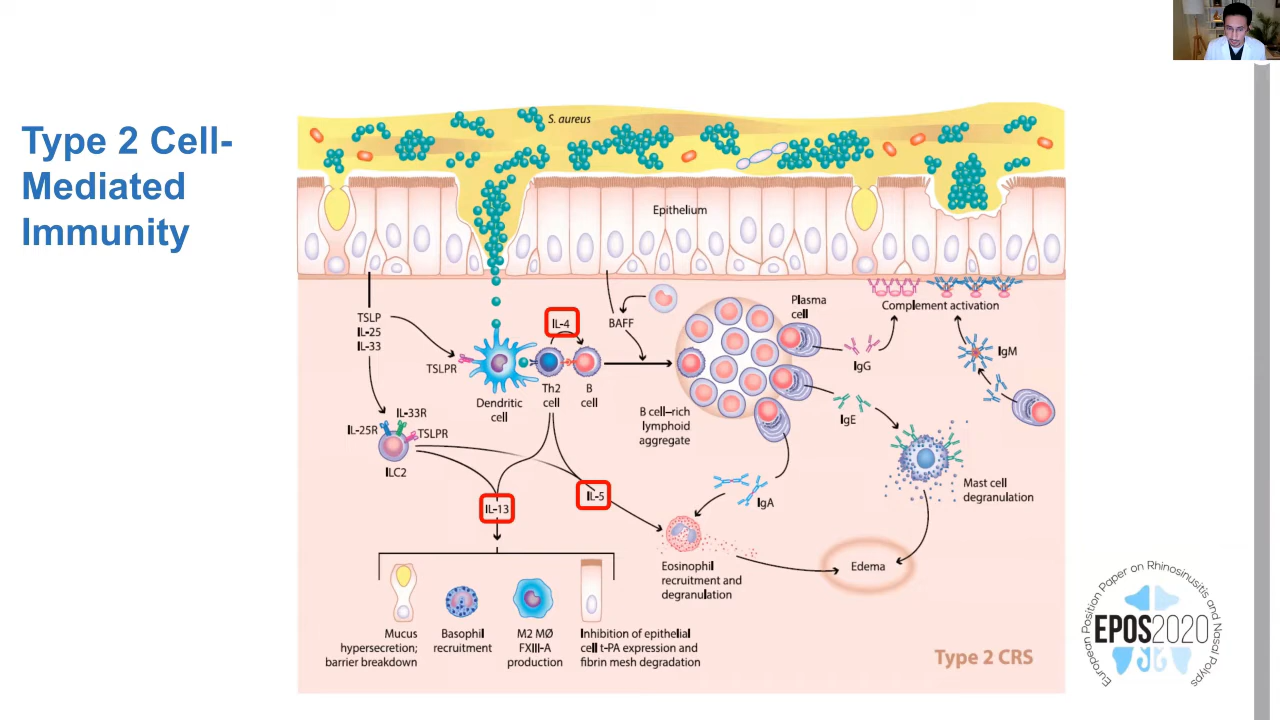 Type 2 Cell-
Mediated
Immunity
S. aureus
Epithelium
TSLP
IL-25
IL-33
TSLPR
IL-4
BAFF
Dendritic
cell
Th2
cell
B
cell
B cell–rich
lymphoid
aggregate
Plasma
cell
Complement activation
IgG
IgM
IgE
IgA
IL-25R
IL-33R
TSLPR
ILC2
IL-13
IL-5
Mast cell
degranulation
Eosinophil
recruitment and
degranulation
Edema
Mucus
hypersecretion;
barrier breakdown
Basophil
recruitment
M2 MØ
FXIII-A
production
Inhibition of epithelial
cell t-PA expression and
fibrin mesh degradation
Type 2 CRS
European Position Paper on Rhinosinusitis and Nasal Polyps
EPOS2020